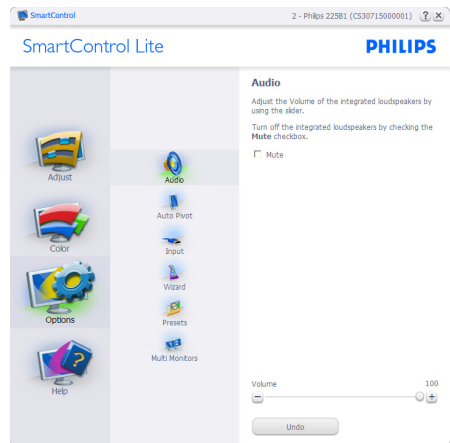 SmartControl
2 - Philips 225B1 (CS30715000001)
SmartControl Lite
PHILIPS
Adjust
Color
Options
Help
Audio
Auto Pivot
Input
Wizard
Presets
Multi Monitors
Audio
Adjust the Volume of the integrated loudspeakers by
using the slider.
Turn off the integrated loudspeakers by checking the
Mute checkbox.
Mute
Volume 100
Undo